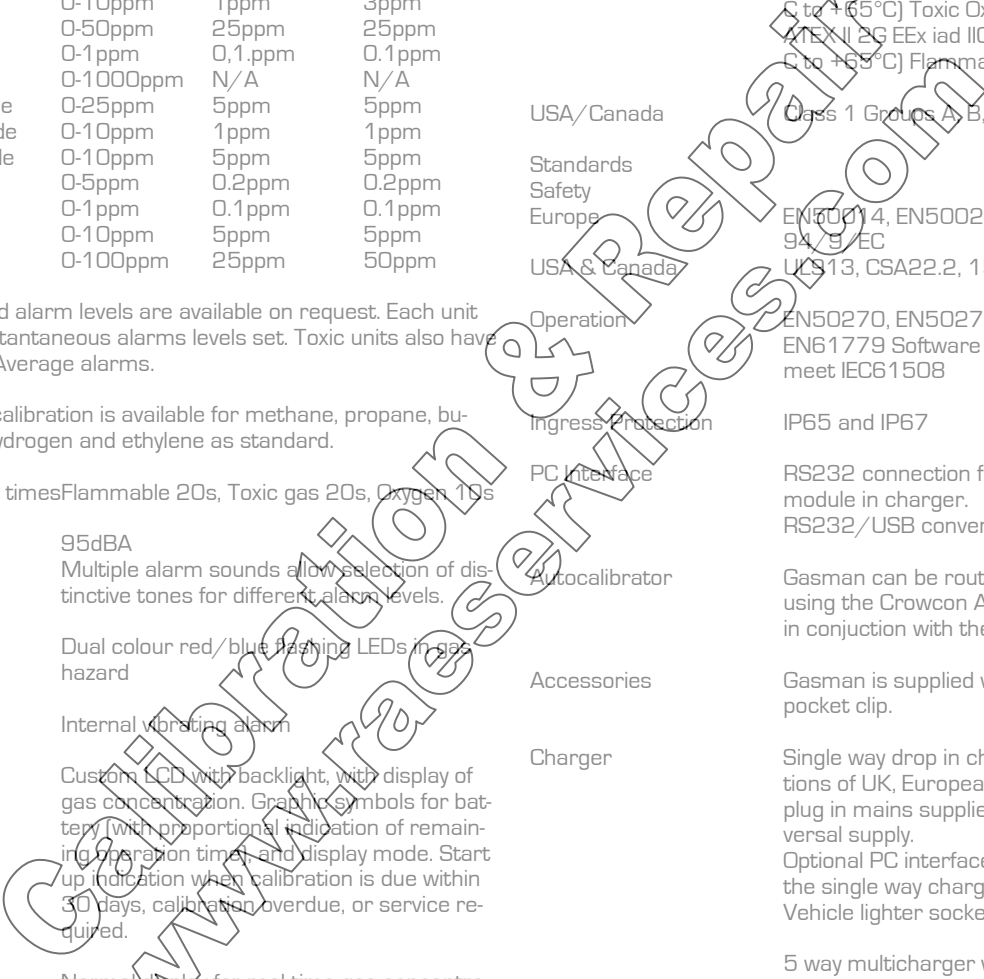 0-10ppm 1ppm 3ppm
0-50ppm 25ppm 25ppm
0-1ppm 0,1.ppm 0.1ppm
0-1000ppm N/A N/A
e 0-25ppm 5ppm 5ppm
de 0-10ppm 1ppm 1ppm
le 0-10ppm 5ppm 5ppm
0-5ppm 0.2ppm 0.2ppm
0-1ppm 0.1ppm 0.1ppm
0-10ppm 5ppm 5ppm
0-100ppm 25ppm 50ppm
d alarm levels are available on request. Each unit
tantaneous alarms levels set. Toxic units also have
Average alarms.
calibration is available for methane, propane, bu-
ydrogen and ethylene as standard.
timesFlammable 20s, Toxic gas 20s, Oxygen 10s
95dBA
Multiple alarm sounds allow selection of dis-
tinctive tones for different alarm levels.
Dual colour red/blue flashing LEDs in gas
hazard
Internal vibrating alarm
Custom LCD with backlight, with display of
gas concentration. Graphic symbols for bat-
tery (with proportional indication of remain-
ing operation time), and display mode. Start
up indication when calibration is due within
30 days, calibration overdue, or service re-
quired.
C to +65°C) Toxic Ox
ATEX II 2G EEx iad IIC
C to +65°C) Flamma
USA/Canada Class 1 Groups A, B,
Standards
Safety
Europe EN50014, EN5002
94/9/EC
USA & Canada UL913, CSA22.2, 1
Operation EN50270, EN5027
EN61779 Software
meet IEC61508
Ingress Protection IP65 and IP67
PC Interface RS232 connection f
module in charger.
RS232/USB conver
Autocalibrator Gasman can be rout
using the Crowcon A
in conjuction with the
Accessories Gasman is supplied w
pocket clip.
Charger Single way drop in ch
tions of UK, Europea
plug in mains supplie
versal supply.
Optional PC interface
the single way charg
Vehicle lighter socke
5 way multicharger w
Calibration & Repair
www.raeservices.com